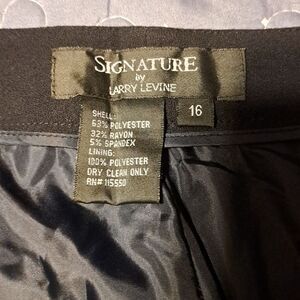 SIGNATURE
by
LARRY LEVINE
16
SHELL:
63% POLYESTER
32% RAYON
5% SPANDEX
LINING:
100% POLYESTER
DRY CLEAN ONLY
RN# 115550